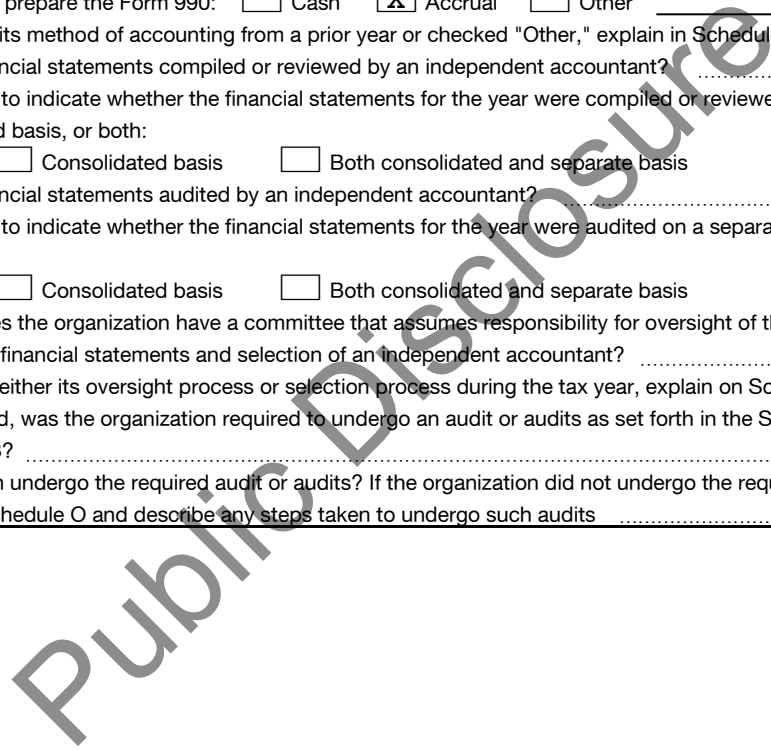 prepare the Form 990: Cash X Accrual Other
its method of accounting from a prior year or checked "Other," explain in Schedul
ncial statements compiled or reviewed by an independent accountant?
to indicate whether the financial statements for the year were compiled or reviewe
d basis, or both:
Consolidated basis Both consolidated and separate basis
ncial statements audited by an independent accountant?
to indicate whether the financial statements for the year were audited on a separa
Consolidated basis Both consolidated and separate basis
es the organization have a committee that assumes responsibility for oversight of t
financial statements and selection of an independent accountant?
either its oversight process or selection process during the tax year, explain on Sc
d, was the organization required to undergo an audit or audits as set forth in the S
?
n undergo the required audit or audits? If the organization did not undergo the requ
hedule O and describe any steps taken to undergo such audits
Public Disclosure